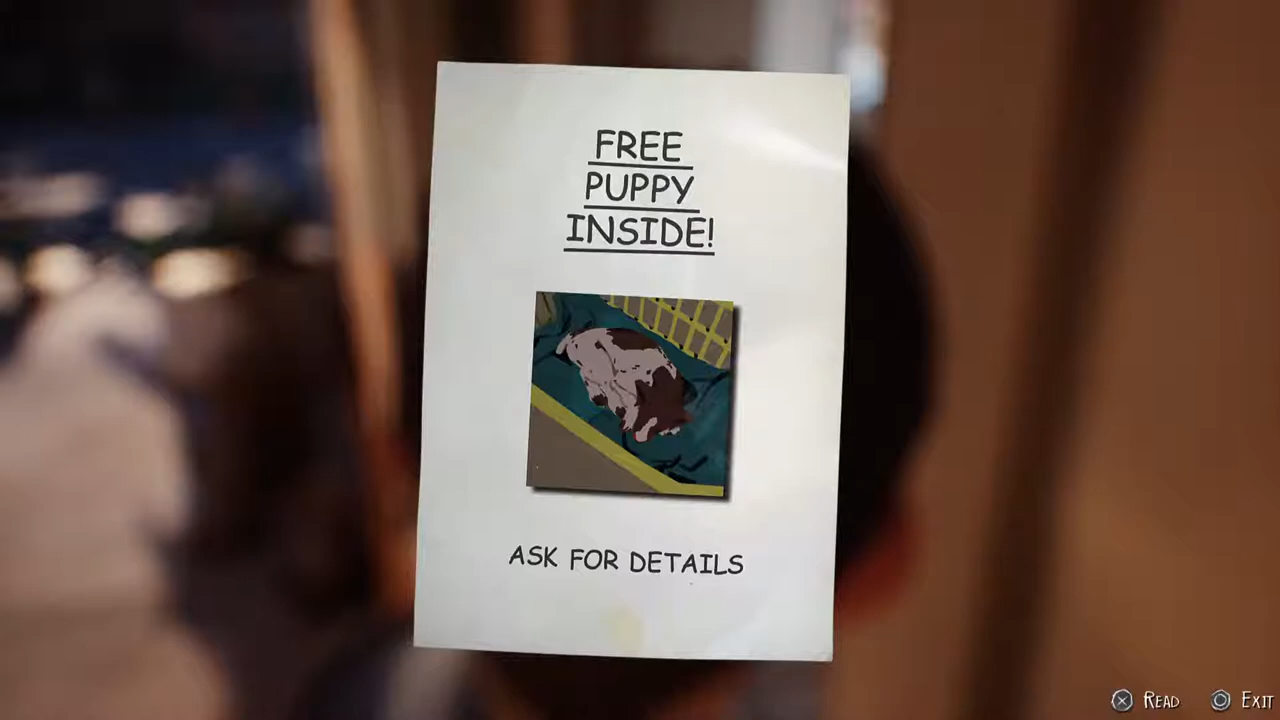 FREE
PUPPY
INSIDE!
ASK FOR DETAILS
READ
EXIT